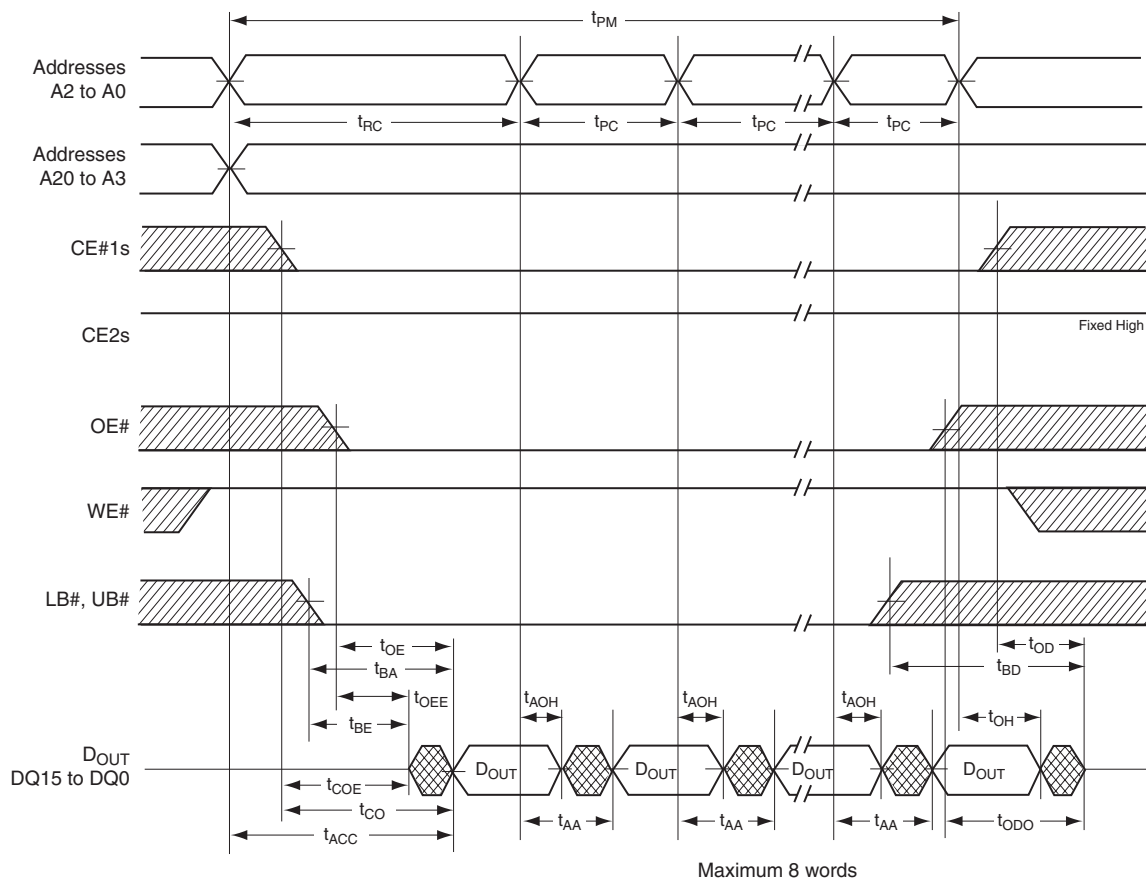 tPM
Addresses
A2 to A0
tRC
tPC
tPC
tPC
Addresses
A20 to A3
CE#1s
CE2s
Fixed High
OE#
WE#
LB#, UB#
tOE
tOD
tBA
tBD
tOEE
tAOH
tAOH
tAOH
tBE
tOH
DOUT
DQ15 to DQ0
DOUT
DOUT
DOUT
DOUT
tCOE
tCO
tACC
tAA
tAA
tAA
tODO
Maximum 8 words